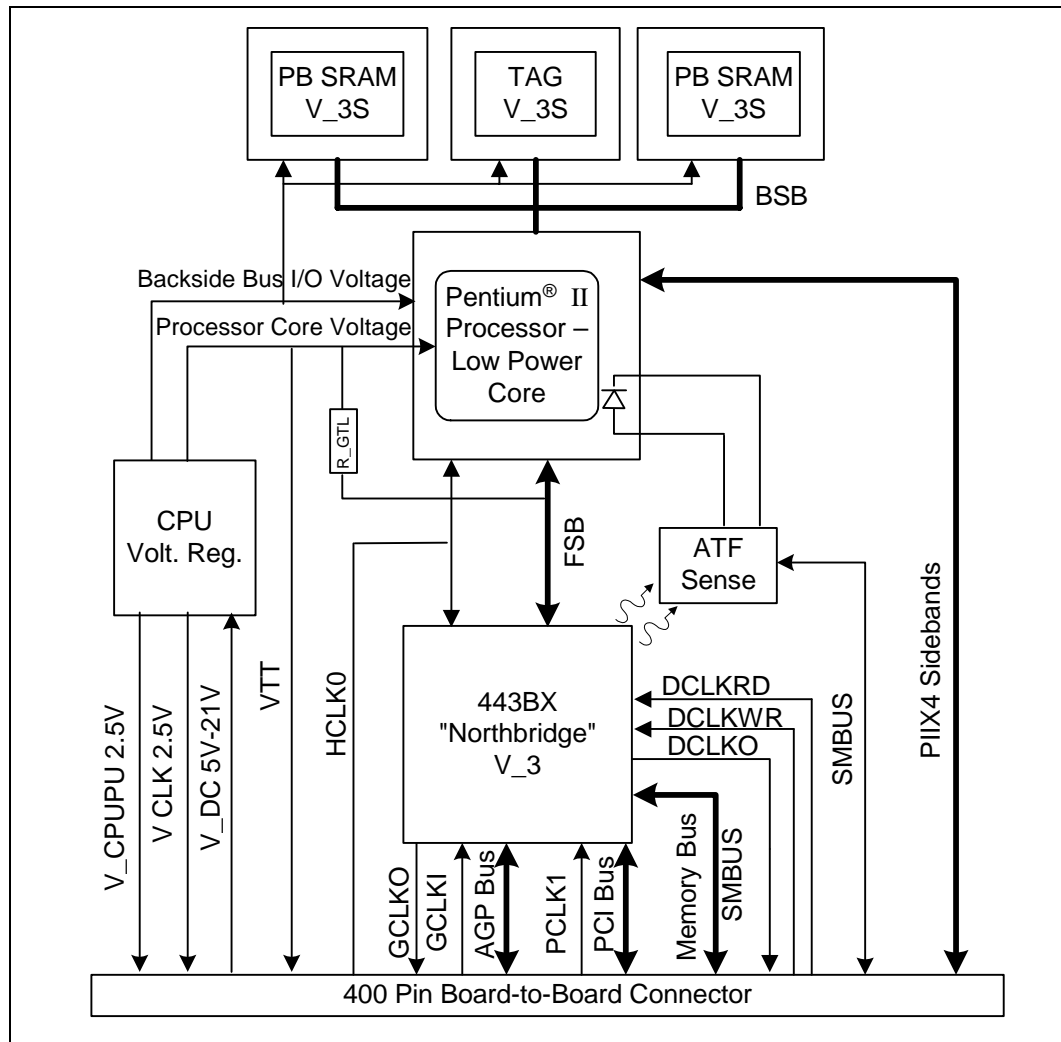 PB SRAM
V_3S
TAG
V_3S
PB SRAM
V_3S
BSB
Backside Bus I/O Voltage
Processor Core Voltage
Pentium® II
Processor –
Low Power
Core
R_GTL
CPU
Volt. Reg.
FSB
ATF
Sense
PIIX4 Sidebands
V_CPUPU 2.5V
V CLK 2.5V
V_DC 5V-21V
VTT
HCLK0
443BX
"Northbridge"
V_3
DCLKRD
DCLKWR
DCLKO
SMBUS
GCLKO
GCLKI
AGP Bus
PCLK1
PCI Bus
Memory Bus
SMBUS
400 Pin Board-to-Board Connector